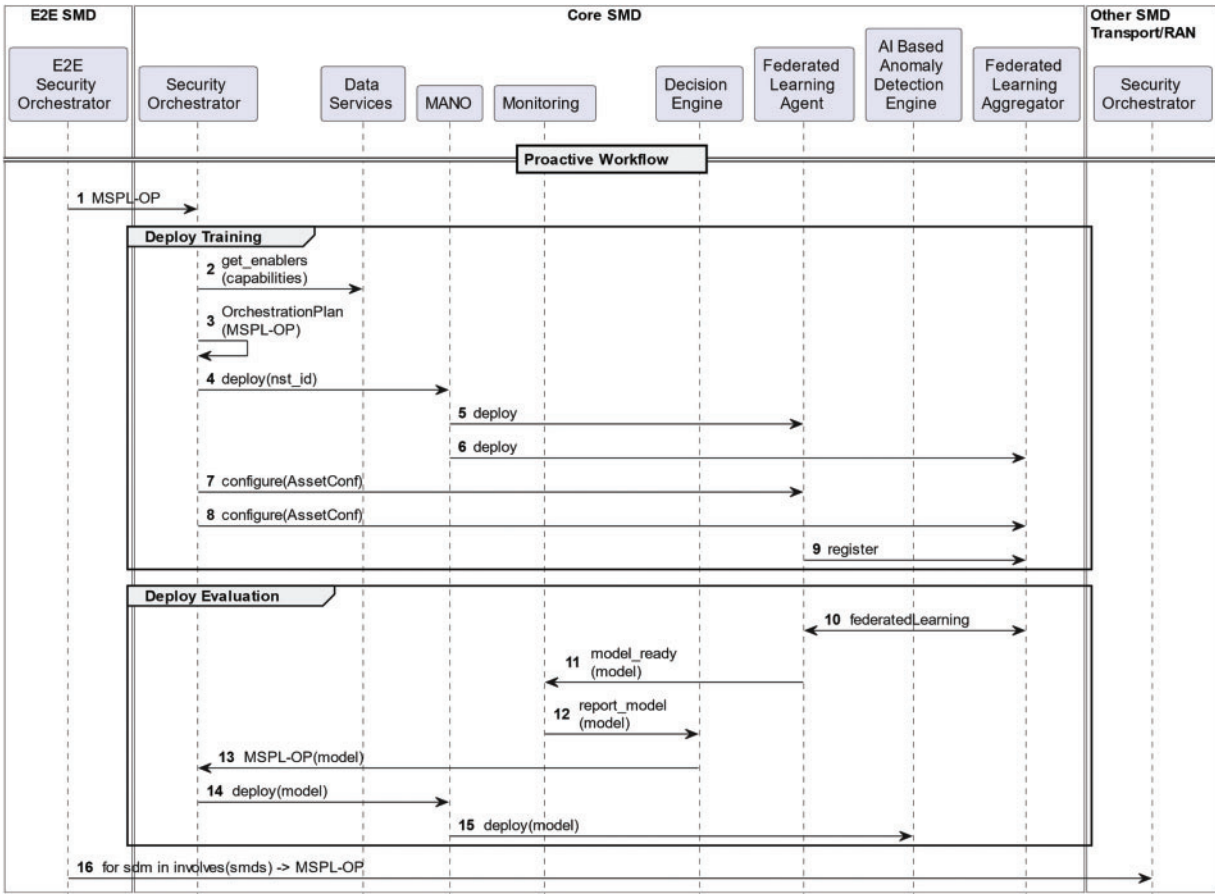 E2E SMD
Core SMD
Other SMD
Transport/RAN
E2E
Security
Orchestrator
Security
Orchestrator
Data
Services
MANO
Monitoring
Decision
Engine
Federated
Learning
Agent
AI Based
Anomaly
Detection
Engine
Federated
Learning
Aggregator
Security
Orchestrator
Proactive Workflow
1 MSPL-OP
Deploy Training
2 get_enablers
(capabilities)
3 OrchestrationPlan
(MSPL-OP)
4 deploy(nst_id)
5 deploy
6 deploy
7 configure(AssetConf)
8 configure(AssetConf)
9 register
Deploy Evaluation
10 federatedLearning
11 model_ready
(model)
12 report_model
(model)
13 MSPL-OP(model)
14 deploy(model)
15 deploy(model)
16 for sdm in involves(smds) -> MSPL-OP